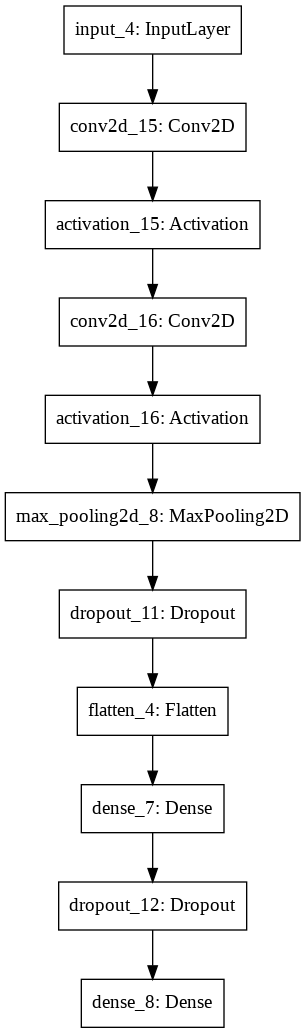 input_4: InputLayer
conv2d_15: Conv2D
activation_15: Activation
conv2d_16: Conv2D
activation_16: Activation
max_pooling2d_8: MaxPooling2D
dropout_11: Dropout
flatten_4: Flatten
dense_7: Dense
dropout_12: Dropout
dense_8: Dense